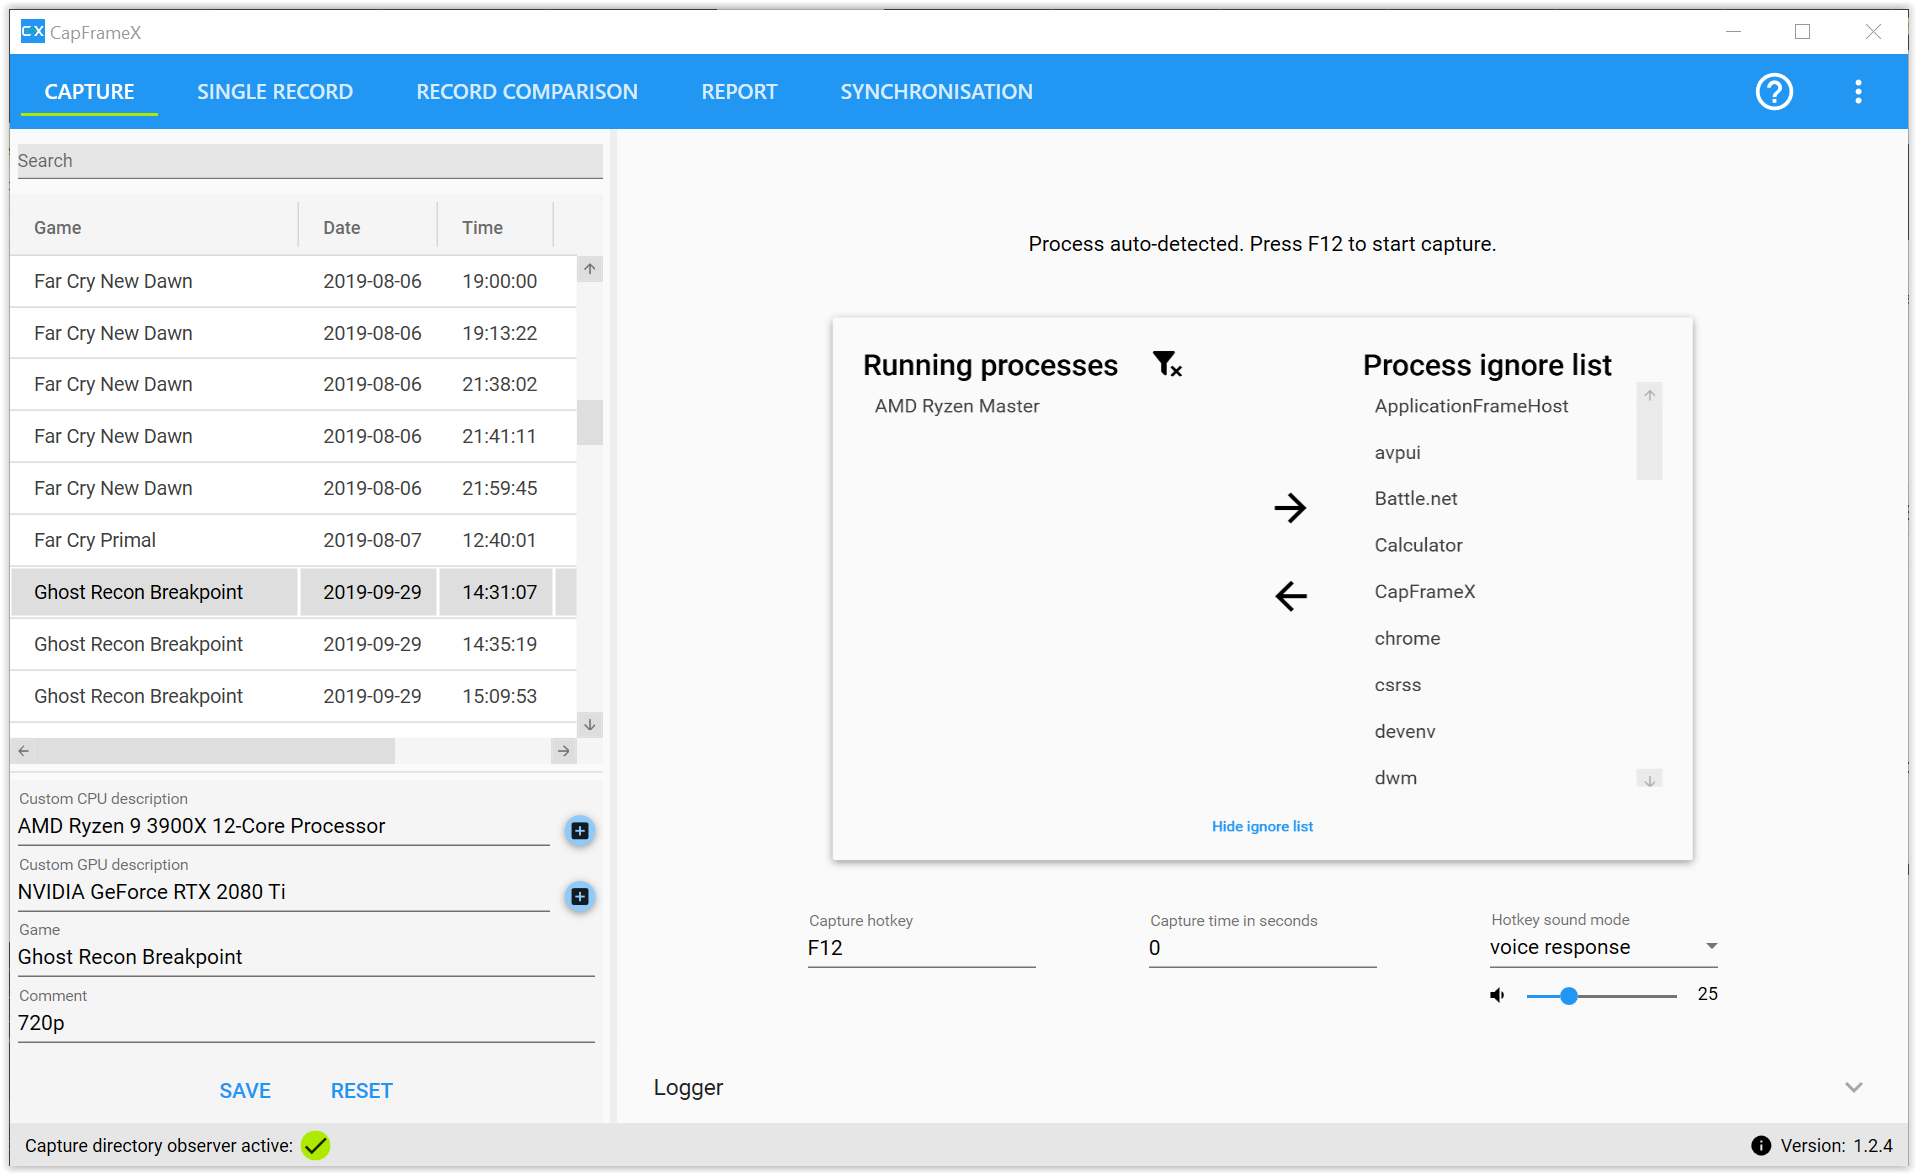 CX CapFrameX
CAPTURE SINGLE RECORD RECORD COMPARISON REPORT SYNCHRONISATION
Search
Game Date Time
Far Cry New Dawn 2019-08-06 19:00:00
Far Cry New Dawn 2019-08-06 19:13:22
Far Cry New Dawn 2019-08-06 21:38:02
Far Cry New Dawn 2019-08-06 21:41:11
Far Cry New Dawn 2019-08-06 21:59:45
Far Cry Primal 2019-08-07 12:40:01
Ghost Recon Breakpoint 2019-09-29 14:31:07
Ghost Recon Breakpoint 2019-09-29 14:35:19
Ghost Recon Breakpoint 2019-09-29 15:09:53
Custom CPU description
AMD Ryzen 9 3900X 12-Core Processor
Custom GPU description
NVIDIA GeForce RTX 2080 Ti
Game
Ghost Recon Breakpoint
Comment
720p
SAVE RESET
Process auto-detected. Press F12 to start capture.
Running processes
AMD Ryzen Master
Process ignore list
ApplicationFrameHost
avpui
Battle.net
Calculator
CapFrameX
chrome
csrss
devenv
dwm
Hide ignore list
Capture hotkey
F12
Capture time in seconds
0
Hotkey sound mode
voice response
25
Logger
Capture directory observer active:
Version: 1.2.4